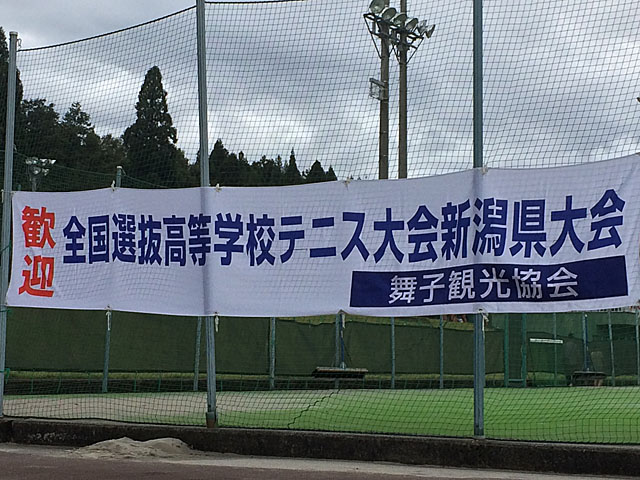 歓迎
全国選抜高等学校テニス大会新潟県大会
舞子観光協会